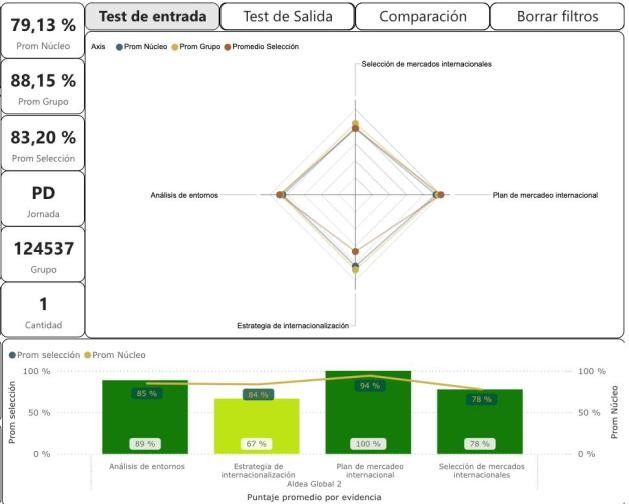 Test de entrada
Test de Salida
Comparación
Borrar filtros
79,13 %
Prom Núcleo
88,15 %
Prom Grupo
83,20 %
Prom Selección
PD
Jornada
124537
Grupo
1
Cantidad
Axis Prom Núcleo Prom Grupo Promedio Selección
Selección de mercados internacionales
Análisis de entornos
Plan de mercadeo internacional
Estrategia de internacionalización
Prom selección Prom Núcleo
Prom selección
100 %
50 %
0 %
85 %
84 %
94 %
78 %
89 %
67 %
100 %
78 %
100 %
50 %
0 %
Prom Núcleo
Análisis de entornos
Estrategia de
internacionalización
Plan de mercadeo
internacional
Selección de mercados
internacionales
Aldea Global 2
Puntaje promedio por evidencia